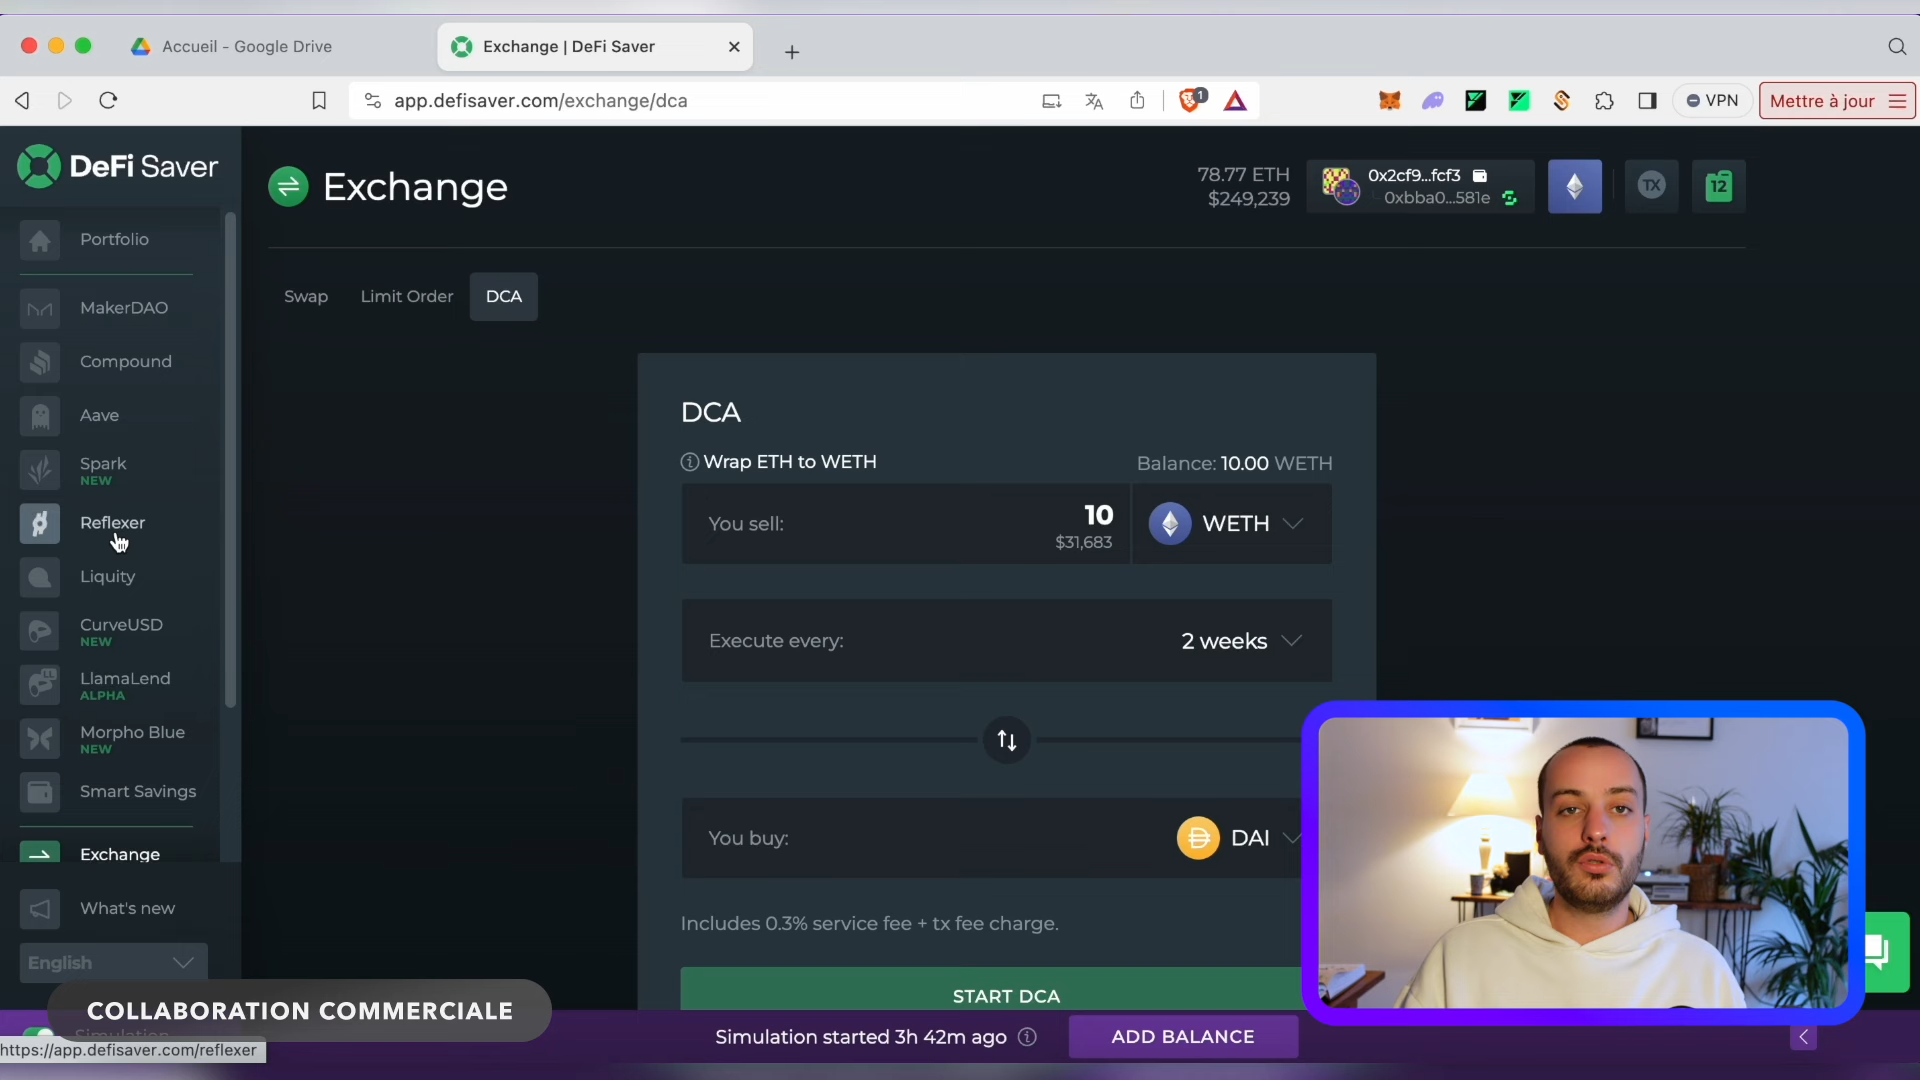 Accueil - Google Drive
Exchange | DeFi Saver
app.defisaver.com/exchange/dca
1
VPN
Mettre à jour
DeFi Saver
Exchange
78.77 ETH
$249,239
0x2cf9...fcf3
0xbba0...581e
TX
12
Portfolio
MakerDAO
Compound
Aave
Spark
NEW
Reflexer
Liquity
CurveUSD
NEW
LlamaLend
ALPHA
Morpho Blue
NEW
Smart Savings
Exchange
What's new
English
Swap
Limit Order
DCA
DCA
Wrap ETH to WETH
Balance: 10.00 WETH
You sell:
10
$31,683
WETH
Execute every:
2 weeks
You buy:
DAI
Includes 0.3% service fee + tx fee charge.
START DCA
COLLABORATION COMMERCIALE
Simulation
Simulation started 3h 42m ago
ADD BALANCE
https://app.defisaver.com/reflexer